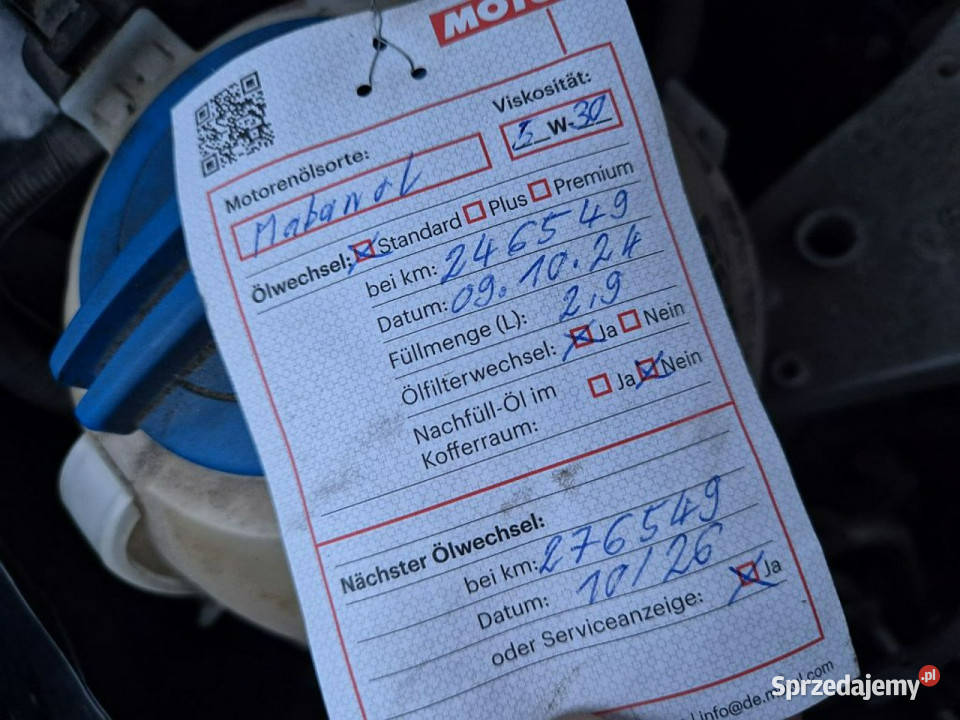 MOTU
Motorenölsorte:
Viskosität:
Mabanol
5 W-30
Ölwechsel: Standard Plus Premium
bei km: 246549
Datum: 09.10.24
Füllmenge (L): 2,9
Ölfilterwechsel: Ja Nein
Nachfüll-Öl im
Kofferraum: Ja Nein
Nächster Ölwechsel:
bei km: 276549
Datum: 10/26
oder Serviceanzeige: Ja
Sprzedajemy.pl